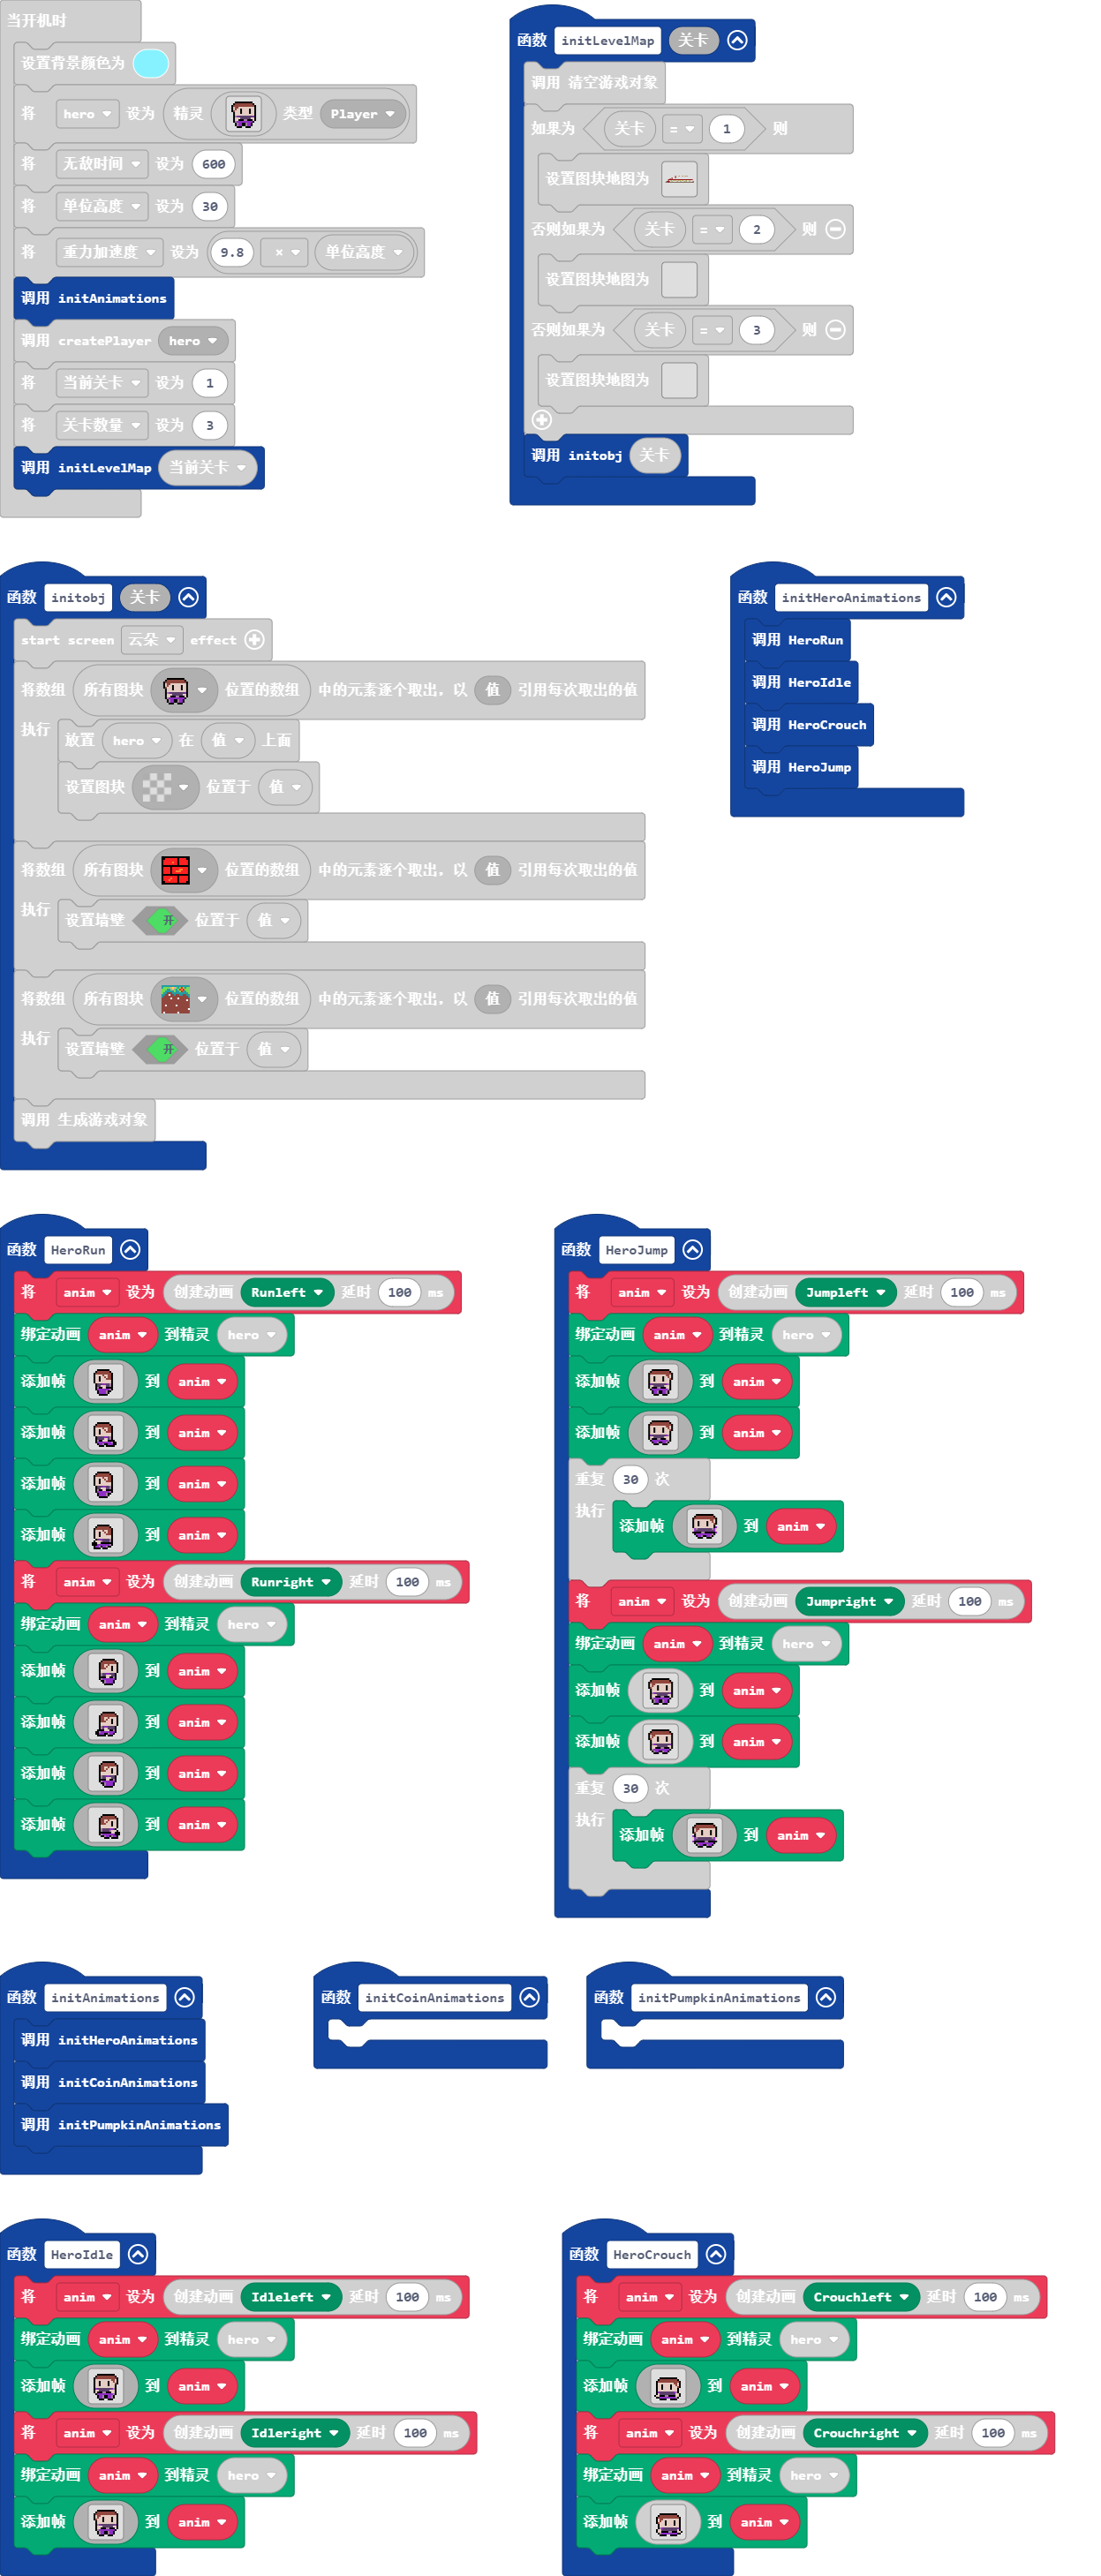 当开机时
设置背景颜色为
将 hero 设为 精灵 类型 Player
将 无敌时间 设为 600
将 单位高度 设为 30
将 重力加速度 设为 9.8 × 单位高度
调用 initAnimations
调用 createPlayer hero
将 当前关卡 设为 1
将 关卡数量 设为 3
调用 initLevelMap 当前关卡
函数 initLevelMap 关卡
调用 清空游戏对象
如果为 关卡 = 1 则
设置图块地图为
否则如果为 关卡 = 2 则
设置图块地图为
否则如果为 关卡 = 3 则
设置图块地图为
调用 initobj 关卡
函数 initobj 关卡
start screen 云朵 effect
将数组 所有图块 位置的数组 中的元素逐个取出，以 值 引用每次取出的值
执行
放置 hero 在 值 上面
设置图块 位置于 值
将数组 所有图块 位置的数组 中的元素逐个取出，以 值 引用每次取出的值
执行
设置墙壁 开 位置于 值
将数组 所有图块 位置的数组 中的元素逐个取出，以 值 引用每次取出的值
执行
设置墙壁 开 位置于 值
调用 生成游戏对象
函数 initHeroAnimations
调用 HeroRun
调用 HeroIdle
调用 HeroCrouch
调用 HeroJump
函数 HeroRun
将 anim 设为 创建动画 Runleft 延时 100 ms
绑定动画 anim 到精灵 hero
添加帧 到 anim
添加帧 到 anim
添加帧 到 anim
添加帧 到 anim
将 anim 设为 创建动画 Runright 延时 100 ms
绑定动画 anim 到精灵 hero
添加帧 到 anim
添加帧 到 anim
添加帧 到 anim
添加帧 到 anim
函数 HeroJump
将 anim 设为 创建动画 Jumpleft 延时 100 ms
绑定动画 anim 到精灵 hero
添加帧 到 anim
添加帧 到 anim
重复 30 次
执行
添加帧 到 anim
将 anim 设为 创建动画 Jumpright 延时 100 ms
绑定动画 anim 到精灵 hero
添加帧 到 anim
添加帧 到 anim
重复 30 次
执行
添加帧 到 anim
函数 initAnimations
调用 initHeroAnimations
调用 initCoinAnimations
调用 initPumpkinAnimations
函数 initCoinAnimations
函数 initPumpkinAnimations
函数 HeroIdle
将 anim 设为 创建动画 Idleleft 延时 100 ms
绑定动画 anim 到精灵 hero
添加帧 到 anim
将 anim 设为 创建动画 Idleright 延时 100 ms
绑定动画 anim 到精灵 hero
添加帧 到 anim
函数 HeroCrouch
将 anim 设为 创建动画 Crouchleft 延时 100 ms
绑定动画 anim 到精灵 hero
添加帧 到 anim
将 anim 设为 创建动画 Crouchright 延时 100 ms
绑定动画 anim 到精灵 hero
添加帧 到 anim